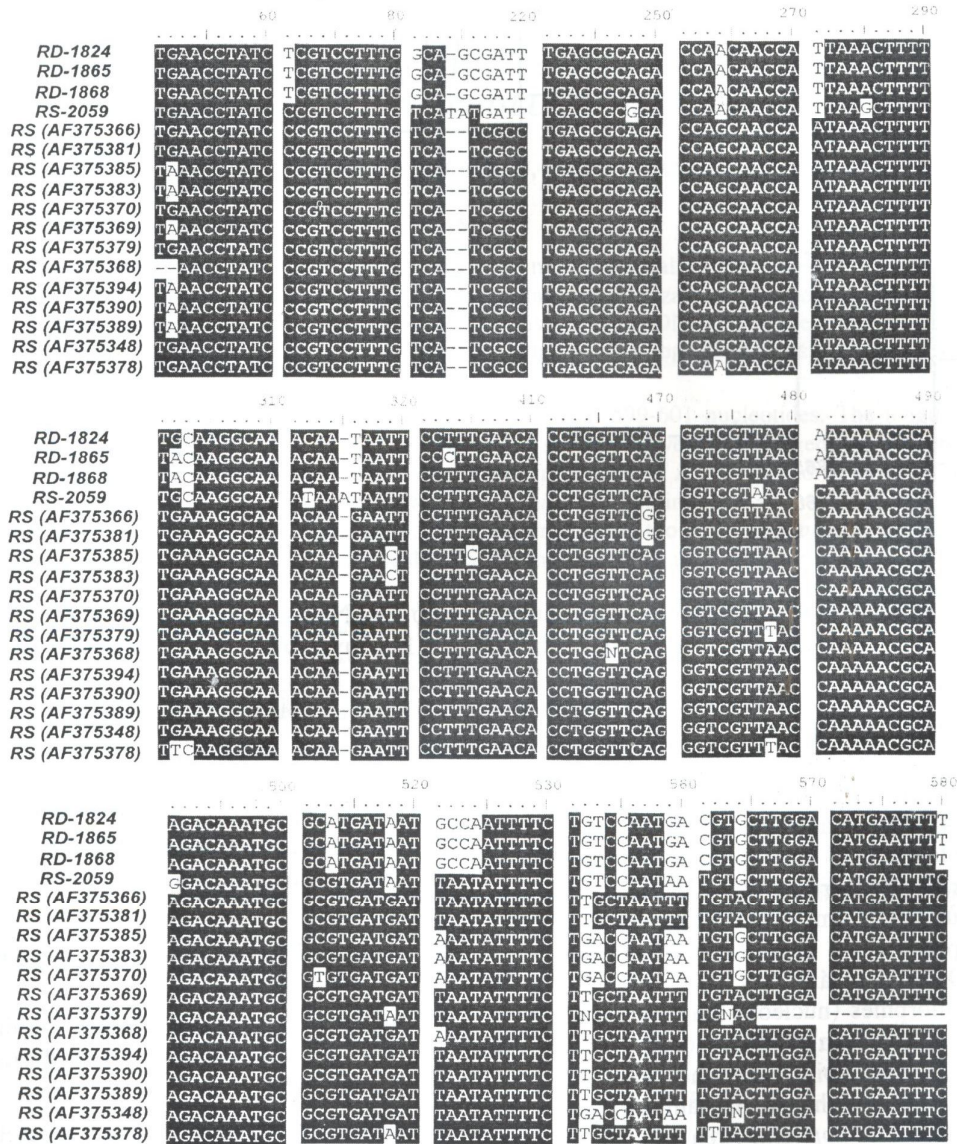 60 80 220 250 270 290
RD-1824 TGAACCTATC TCGTCCTTTG GCA-GCGATT TGAGCGCAGA CCAACAACCA TTAAACTTTT
RD-1865 TGAACCTATC TCGTCCTTTG GCA-GCGATT TGAGCGCAGA CCAACAACCA TTAAACTTTT
RD-1868 TGAACCTATC TCGTCCTTTG GCA-GCGATT TGAGCGCAGA CCAACAACCA TTAAACTTTT
RS-2059 TGAACCTATC CCGTCCTTTG TCATATGATT TGAGCGCGGA CCAACAACCA TTAAGCTTTT
RS (AF375366) TGAACCTATC CCGTCCTTTG TCA--TCGCC TGAGCGCAGA CCAGCAACCA ATAAACTTTT
RS (AF375381) TGAACCTATC CCGTCCTTTG TCA--TCGCC TGAGCGCAGA CCAGCAACCA ATAAACTTTT
RS (AF375385) TAAACCTATC CCGTCCTTTG TCA--TCGCC TGAGCGCAGA CCAGCAACCA ATAAACTTTT
RS (AF375383) TAAACCTATC CCGTCCTTTG TCA--TCGCC TGAGCGCAGA CCAGCAACCA ATAAACTTTT
RS (AF375370) TGAACCTATC CCGTCCTTTG TCA--TCGCC TGAGCGCAGA CCAGCAACCA ATAAACTTTT
RS (AF375369) TAAACCTATC CCGTCCTTTG TCA--TCGCC TGAGCGCAGA CCAGCAACCA ATAAACTTTT
RS (AF375379) TGAACCTATC CCGTCCTTTG TCA--TCGCC TGAGCGCAGA CCAGCAACCA ATAAACTTTT
RS (AF375368) --AACCTATC CCGTCCTTTG TCA--TCGCC TGAGCGCAGA CCAGCAACCA ATAAACTTTT
RS (AF375394) TAAACCTATC CCGTCCTTTG TCA--TCGCC TGAGCGCAGA CCAGCAACCA ATAAACTTTT
RS (AF375390) TAAACCTATC CCGTCCTTTG TCA--TCGCC TGAGCGCAGA CCAGCAACCA ATAAACTTTT
RS (AF375389) TAAACCTATC CCGTCCTTTG TCA--TCGCC TGAGCGCAGA CCAGCAACCA ATAAACTTTT
RS (AF375348) TGAACCTATC CCGTCCTTTG TCA--TCGCC TGAGCGCAGA CCAGCAACCA ATAAACTTTT
RS (AF375378) TGAACCTATC CCGTCCTTTG TCA--TCGCC TGAGCGCAGA CCAACAACCA ATAAACTTTT
310 320 410 470 480 490
RD-1824 TGCAAGGCAA ACAA-TAATT CCTTTGAACA CCTGGTTCAG GGTCGTTAAC AAAAAACGCA
RD-1865 TACAAGGCAA ACAA-TAATT CCCTTGAACA CCTGGTTCAG GGTCGTTAAC AAAAAACGCA
RD-1868 TACAAGGCAA ACAA-TAATT CCTTTGAACA CCTGGTTCAG GGTCGTTAAC AAAAAACGCA
RS-2059 TGCAAGGCAA ATAAATAATT CCTTTGAACA CCTGGTTCAG GGTCGTAAAC CAAAAACGCA
RS (AF375366) TGAAAGGCAA ACAA-GAATT CCTTTGAACA CCTGGTTCGG GGTCGTTAAC CAAAAACGCA
RS (AF375381) TGAAAGGCAA ACAA-GAATT CCTTTGAACA CCTGGTTCGG GGTCGTTAAC CAAAAACGCA
RS (AF375385) TGAAAGGCAA ACAA-GAACT CCTTCGAACA CCTGGTTCAG GGTCGTTAAC CAAAAACGCA
RS (AF375383) TGAAAGGCAA ACAA-GAACT CCTTTGAACA CCTGGTTCAG GGTCGTTAAC CAAAAACGCA
RS (AF375370) TGAAAGGCAA ACAA-GAATT CCTTTGAACA CCTGGTTCAG GGTCGTTAAC CAAAAACGCA
RS (AF375369) TGAAAGGCAA ACAA-GAATT CCTTTGAACA CCTGGTTCAG GGTCGTTAAC CAAAAACGCA
RS (AF375379) TGAAAGGCAA ACAA-GAATT CCTTTGAACA CCTGGTTCAG GGTCGTTTAC CAAAAACGCA
RS (AF375368) TGAAAGGCAA ACAA-GAATT CCTTTGAACA CCTGGNTCAG GGTCGTTAAC CAAAAACGCA
RS (AF375394) TGAAAGGCAA ACAA-GAATT CCTTTGAACA CCTGGTTCAG GGTCGTTAAC CAAAAACGCA
RS (AF375390) TGAAAGGCAA ACAA-GAATT CCTTTGAACA CCTGGTTCAG GGTCGTTAAC CAAAAACGCA
RS (AF375389) TGAAAGGCAA ACAA-GAATT CCTTTGAACA CCTGGTTCAG GGTCGTTAAC CAAAAACGCA
RS (AF375348) TGAAAGGCAA ACAA-GAATT CCTTTGAACA CCTGGTTCAG GGTCGTTAAC CAAAAACGCA
RS (AF375378) TTCAAGGCAA ACAA-GAATT CCTTTGAACA CCTGGTTCAG GGTCGTTTAC CAAAAACGCA
500 520 530 580 570 580
RD-1824 AGACAAATGC GCATGATAAT GCCAATTTTC TGTCCAATGA CGTGCTTGGA CATGAATTTT
RD-1865 AGACAAATGC GCATGATAAT GCCAATTTTC TGTCCAATGA CGTGCTTGGA CATGAATTTT
RD-1868 AGACAAATGC GCATGATAAT GCCAATTTTC TGTCCAATGA CGTGCTTGGA CATGAATTTT
RS-2059 GGACAAATGC GCGTGATAAT TAATATTTTC TGTCCAATAA TGTGCTTGGA CATGAATTTC
RS (AF375366) AGACAAATGC GCGTGATGAT TAATATTTTC TTGCTAATTT TGTACTTGGA CATGAATTTC
RS (AF375381) AGACAAATGC GCGTGATGAT TAATATTTTC TTGCTAATTT TGTACTTGGA CATGAATTTC
RS (AF375385) AGACAAATGC GCGTGATGAT AAATATTTTC TGACCAATAA TGTGCTTGGA CATGAATTTC
RS (AF375383) AGACAAATGC GCGTGATGAT AAATATTTTC TGACCAATAA TGTGCTTGGA CATGAATTTC
RS (AF375370) AGACAAATGC GTGTGATGAT AAATATTTTC TGACCAATAA TGTGCTTGGA CATGAATTTC
RS (AF375369) AGACAAATGC GCGTGATGAT TAATATTTTC TTGCTAATTT TGTACTTGGA CATGAATTTC
RS (AF375379) AGACAAATGC GCGTGATAAT TAATATTTTC TNGCTAATTT TGNAC----- ----------
RS (AF375368) AGACAAATGC GCGTGATGAT AAATATTTTC TTGCTAATTT TGTACTTGGA CATGAATTTC
RS (AF375394) AGACAAATGC GCGTGATGAT TAATATTTTC TTGCTAATTT TGTACTTGGA CATGAATTTC
RS (AF375390) AGACAAATGC GCGTGATGAT TAATATTTTC TTGCTAATTT TGTACTTGGA CATGAATTTC
RS (AF375389) AGACAAATGC GCGTGATGAT TAATATTTTC TTGCTAATTT TGTACTTGGA CATGAATTTC
RS (AF375348) AGACAAATGC GCGTGATGAT TAATATTTTC TGACCAATAA TGTNCTTGGA CATGAATTTC
RS (AF375378) AGACAAATGC GCGTGATAAT TAATATTTTC TTGCTAATTT TTTACTTGGA CATGAATTTC